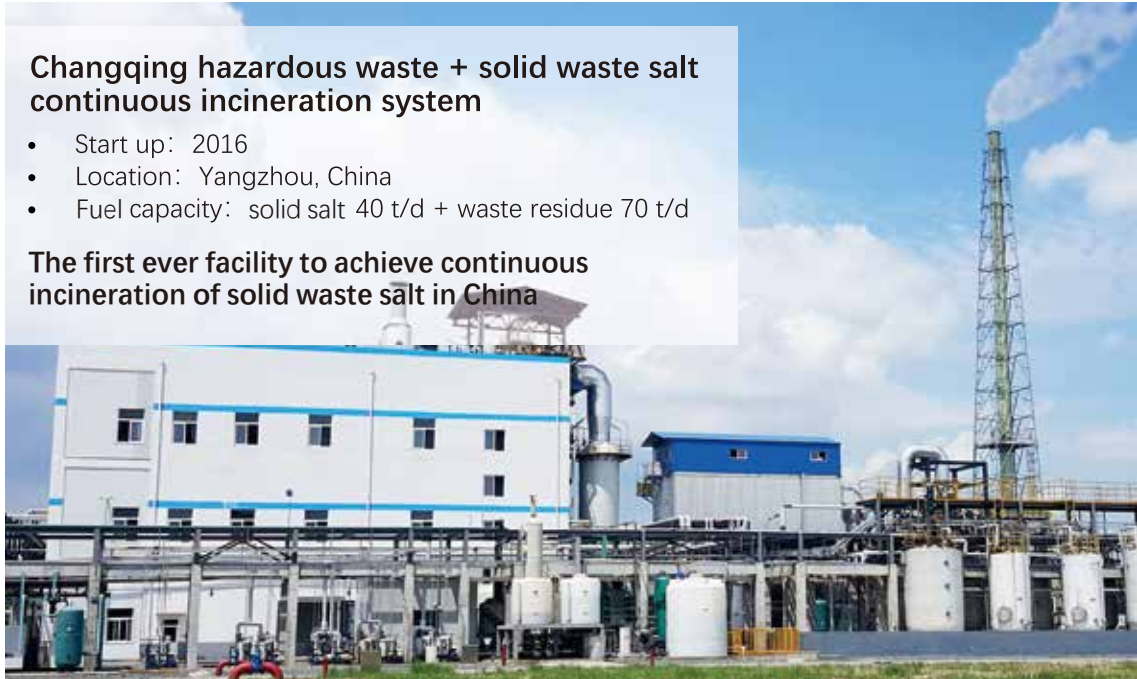 Changqing hazardous waste + solid waste salt
continuous incineration system
• Start up： 2016
• Location： Yangzhou, China
• Fuel capacity： solid salt 40 t/d + waste residue 70 t/d
The first ever facility to achieve continuous
incineration of solid waste salt in China